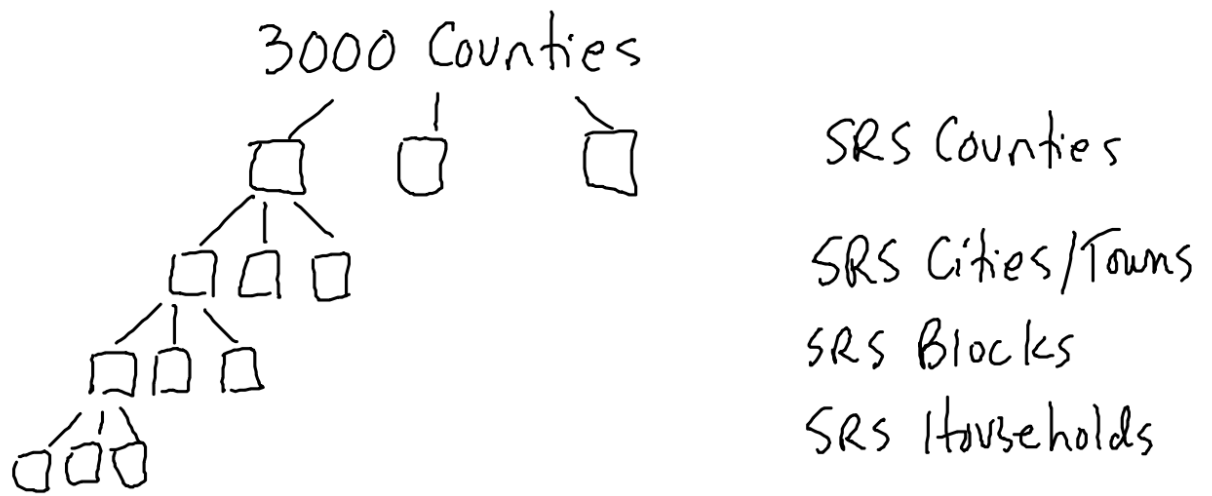 3000 Counties
SRS Counties
SRS Cities/Towns
SRS Blocks
SRS Households